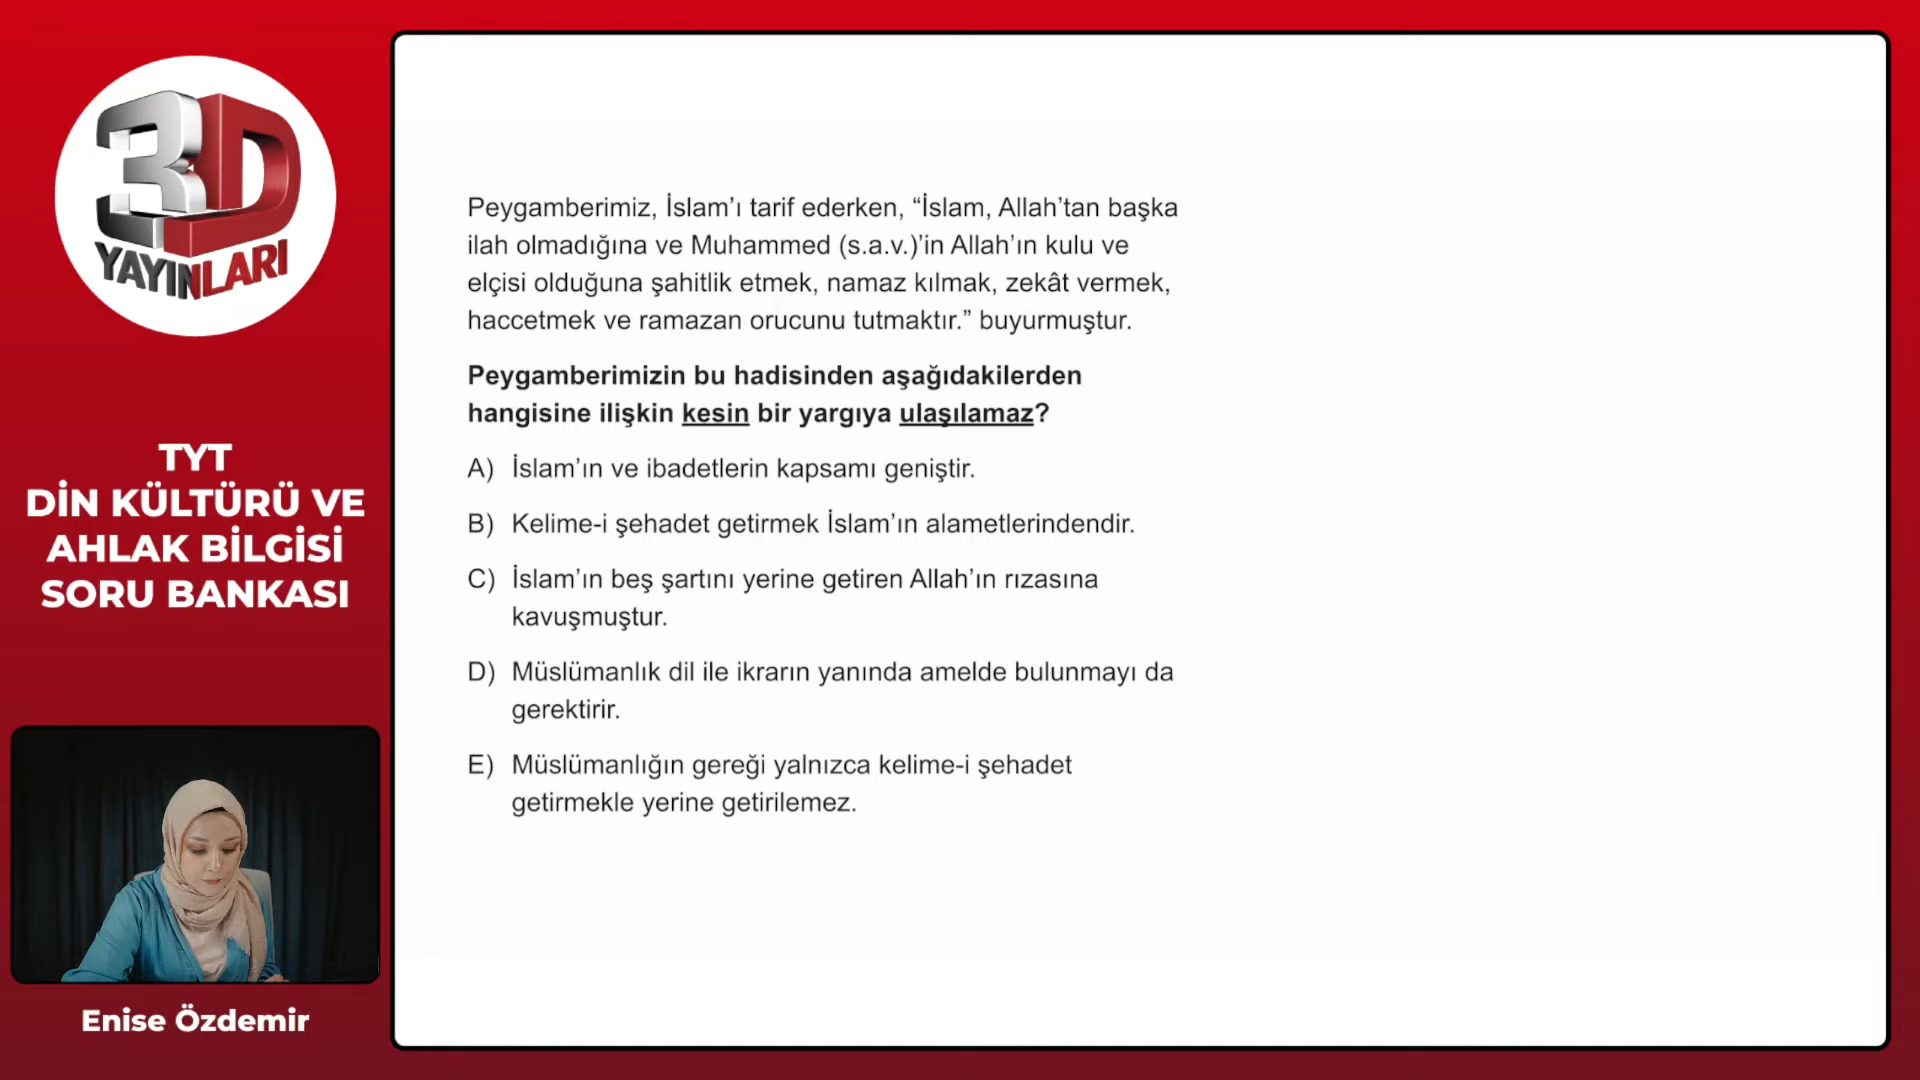 3D
YAYINLARI
TYT
DİN KÜLTÜRÜ VE
AHLAK BİLGİSİ
SORU BANKASI
Enise Özdemir
Peygamberimiz, İslam’ı tarif ederken, “İslam, Allah’tan başka
ilah olmadığına ve Muhammed (s.a.v.)’in Allah’ın kulu ve
elçisi olduğuna şahitlik etmek, namaz kılmak, zekât vermek,
haccetmek ve ramazan orucunu tutmaktır.” buyurmuştur.
Peygamberimizin bu hadisinden aşağıdakilerden
hangisine ilişkin kesin bir yargıya ulaşılamaz?
A) İslam’ın ve ibadetlerin kapsamı geniştir.
B) Kelime-i şehadet getirmek İslam’ın alametlerindendir.
C) İslam’ın beş şartını yerine getiren Allah’ın rızasına
kavuşmuştur.
D) Müslümanlık dil ile ikrarın yanında amelde bulunmayı da
gerektirir.
E) Müslümanlığın gereği yalnızca kelime-i şehadet
getirmekle yerine getirilemez.